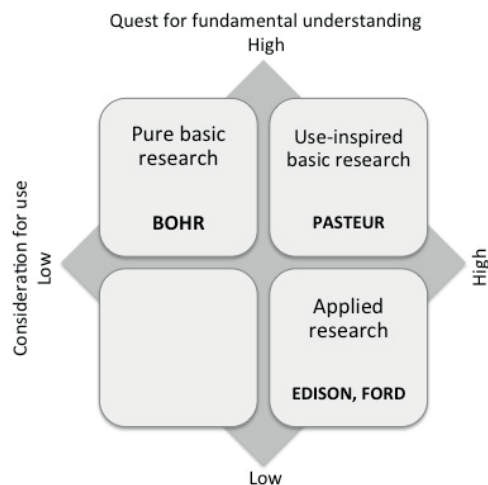 Quest for fundamental understanding
High
Pure basic
research
BOHR
Use-inspired
basic research
PASTEUR
Consideration for use
Low
High
Applied
research
EDISON, FORD
Low